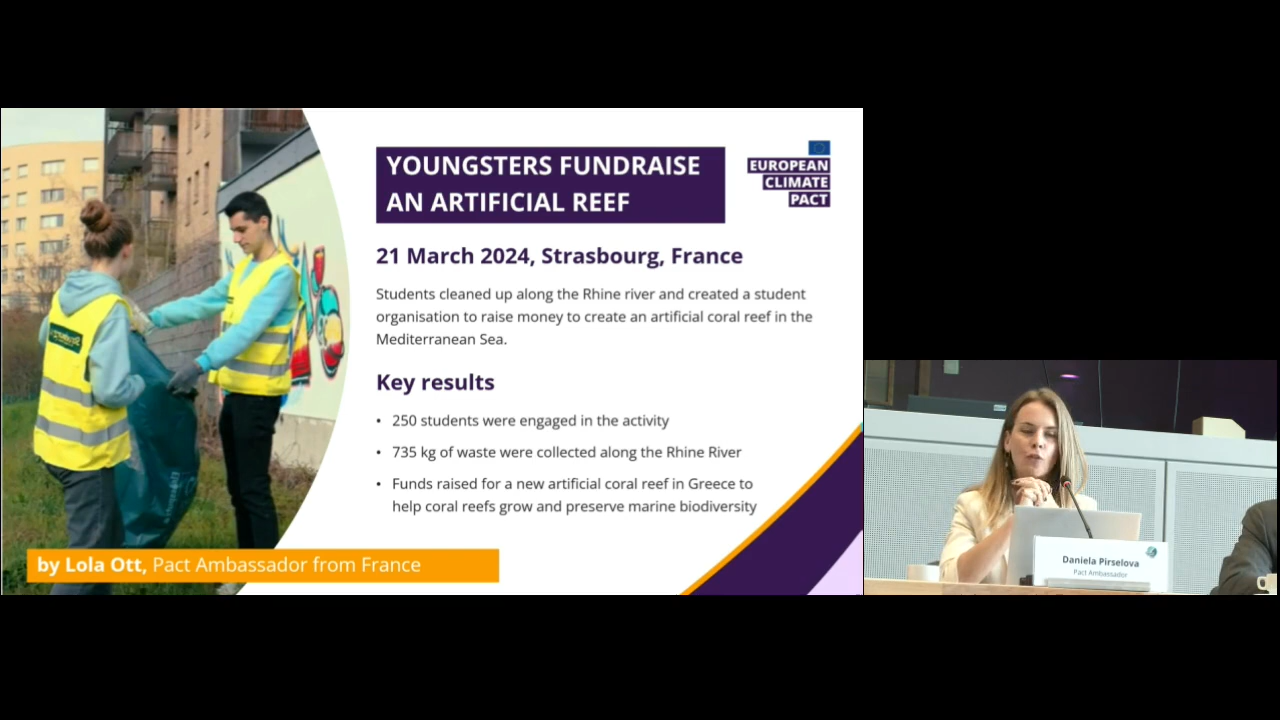 YOUNGSTERS FUNDRAISE
AN ARTIFICIAL REEF
EUROPEAN
CLIMATE
PACT
21 March 2024, Strasbourg, France
Students cleaned up along the Rhine river and created a student
organisation to raise money to create an artificial coral reef in the
Mediterranean Sea.
Key results
• 250 students were engaged in the activity
• 735 kg of waste were collected along the Rhine River
• Funds raised for a new artificial coral reef in Greece to
help coral reefs grow and preserve marine biodiversity
by Lola Ott, Pact Ambassador from France
Daniela Pirselova
Pact Ambassador